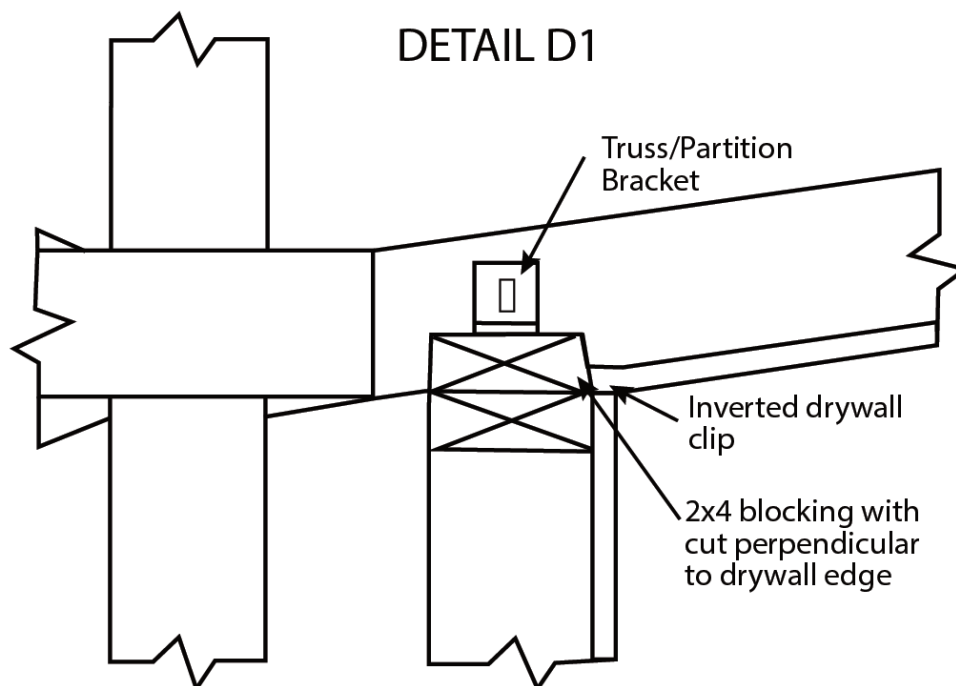 DETAIL D1
Truss/Partition
Bracket
Inverted drywall
clip
2x4 blocking with
cut perpendicular
to drywall edge